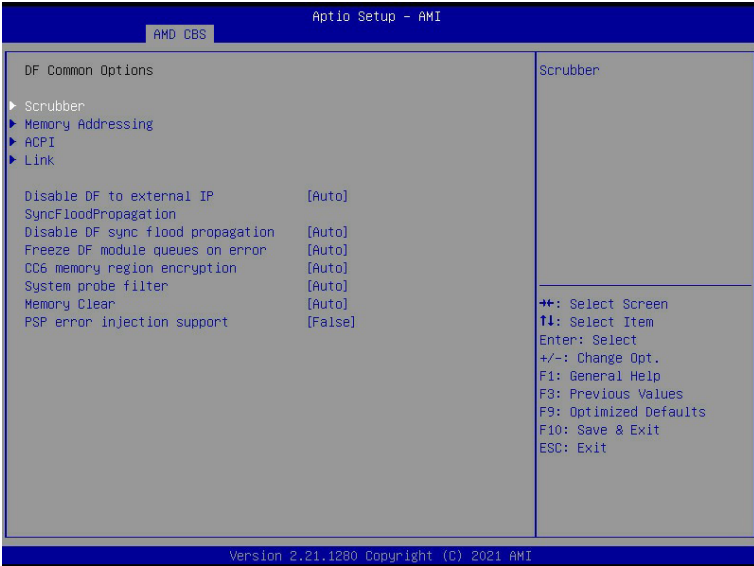 Aptio Setup – AMI
AMD CBS
DF Common Options
Scrubber
Memory Addressing
ACPI
Link
Disable DF to external IP [Auto]
SyncFloodPropagation
Disable DF sync flood propagation [Auto]
Freeze DF module queues on error [Auto]
CC6 memory region encryption [Auto]
System probe filter [Auto]
Memory Clear [Auto]
PSP error injection support [False]
Scrubber
→←: Select Screen
↑↓: Select Item
Enter: Select
+/-: Change Opt.
F1: General Help
F3: Previous Values
F9: Optimized Defaults
F10: Save & Exit
ESC: Exit
Version 2.21.1280 Copyright (C) 2021 AMI